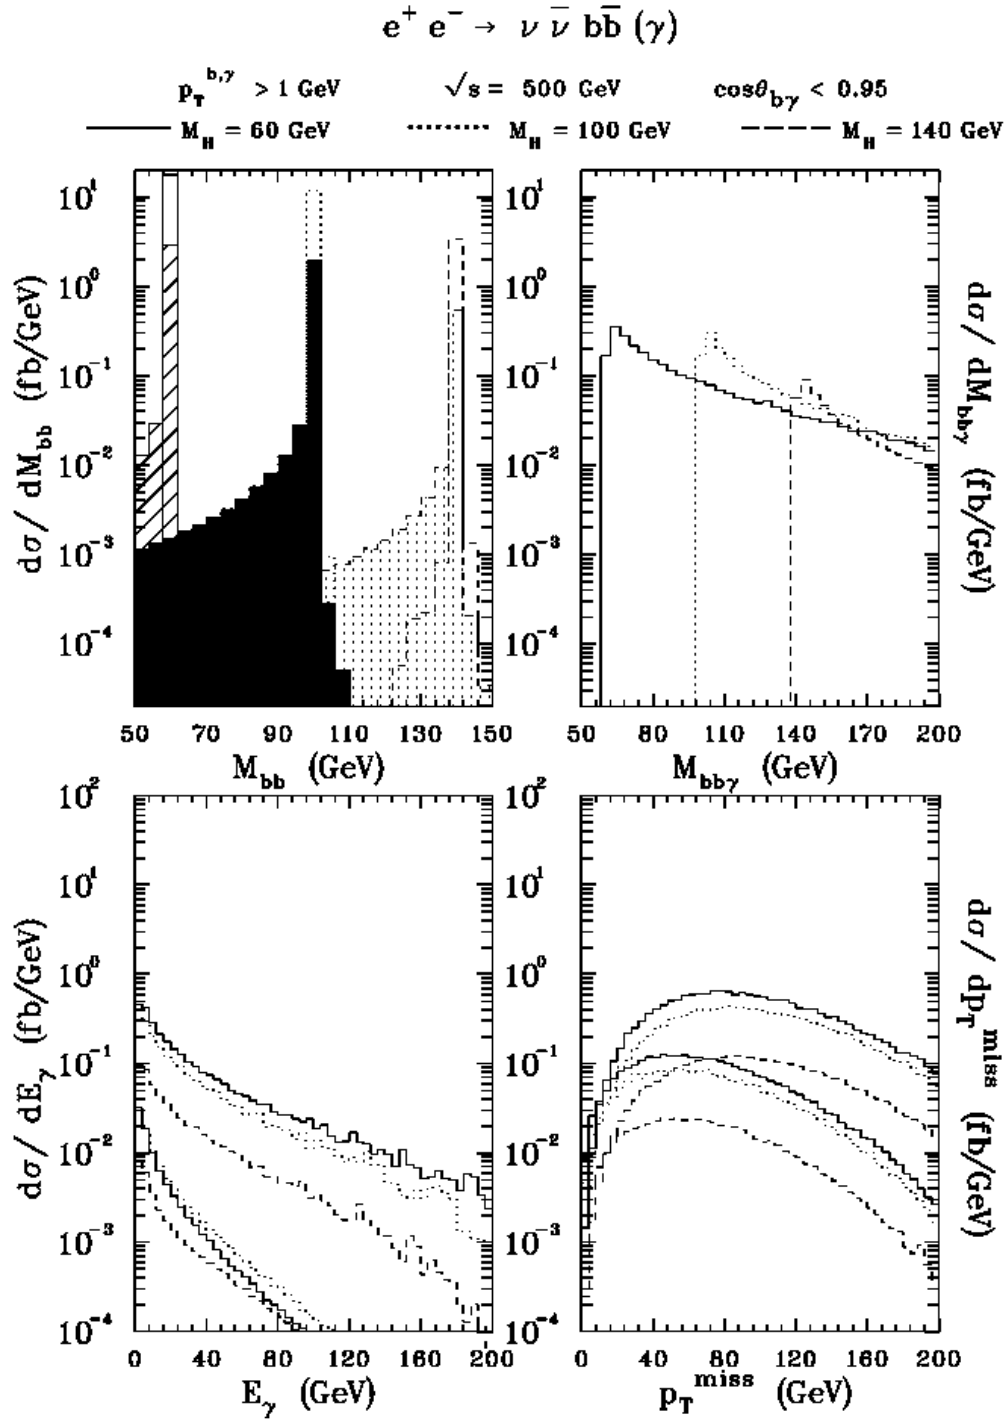 e⁺ e⁻ → ν ν̄ bb̄ (γ)
p_T^{b,γ} > 1 GeV √s = 500 GeV cosθ_{bγ} < 0.95
M_H = 60 GeV M_H = 100 GeV M_H = 140 GeV
dσ/ dM_{bb} (fb/GeV)
10¹
10⁰
10⁻¹
10⁻²
10⁻³
10⁻⁴
50 70 90 110 130 150
M_{bb} (GeV)
10¹
10⁰
10⁻¹
10⁻²
10⁻³
10⁻⁴
50 80 110 140 170 200
M_{bbγ} (GeV)
dσ/ dM_{bbγ} (fb/GeV)
dσ/ dE_γ (fb/GeV)
10²
10¹
10⁰
10⁻¹
10⁻²
10⁻³
10⁻⁴
0 40 80 120 160 200
E_γ (GeV)
10²
10¹
10⁰
10⁻¹
10⁻²
10⁻³
10⁻⁴
0 40 80 120 160 200
p_T^{miss} (GeV)
dσ/ dp_T^{miss} (fb/GeV)